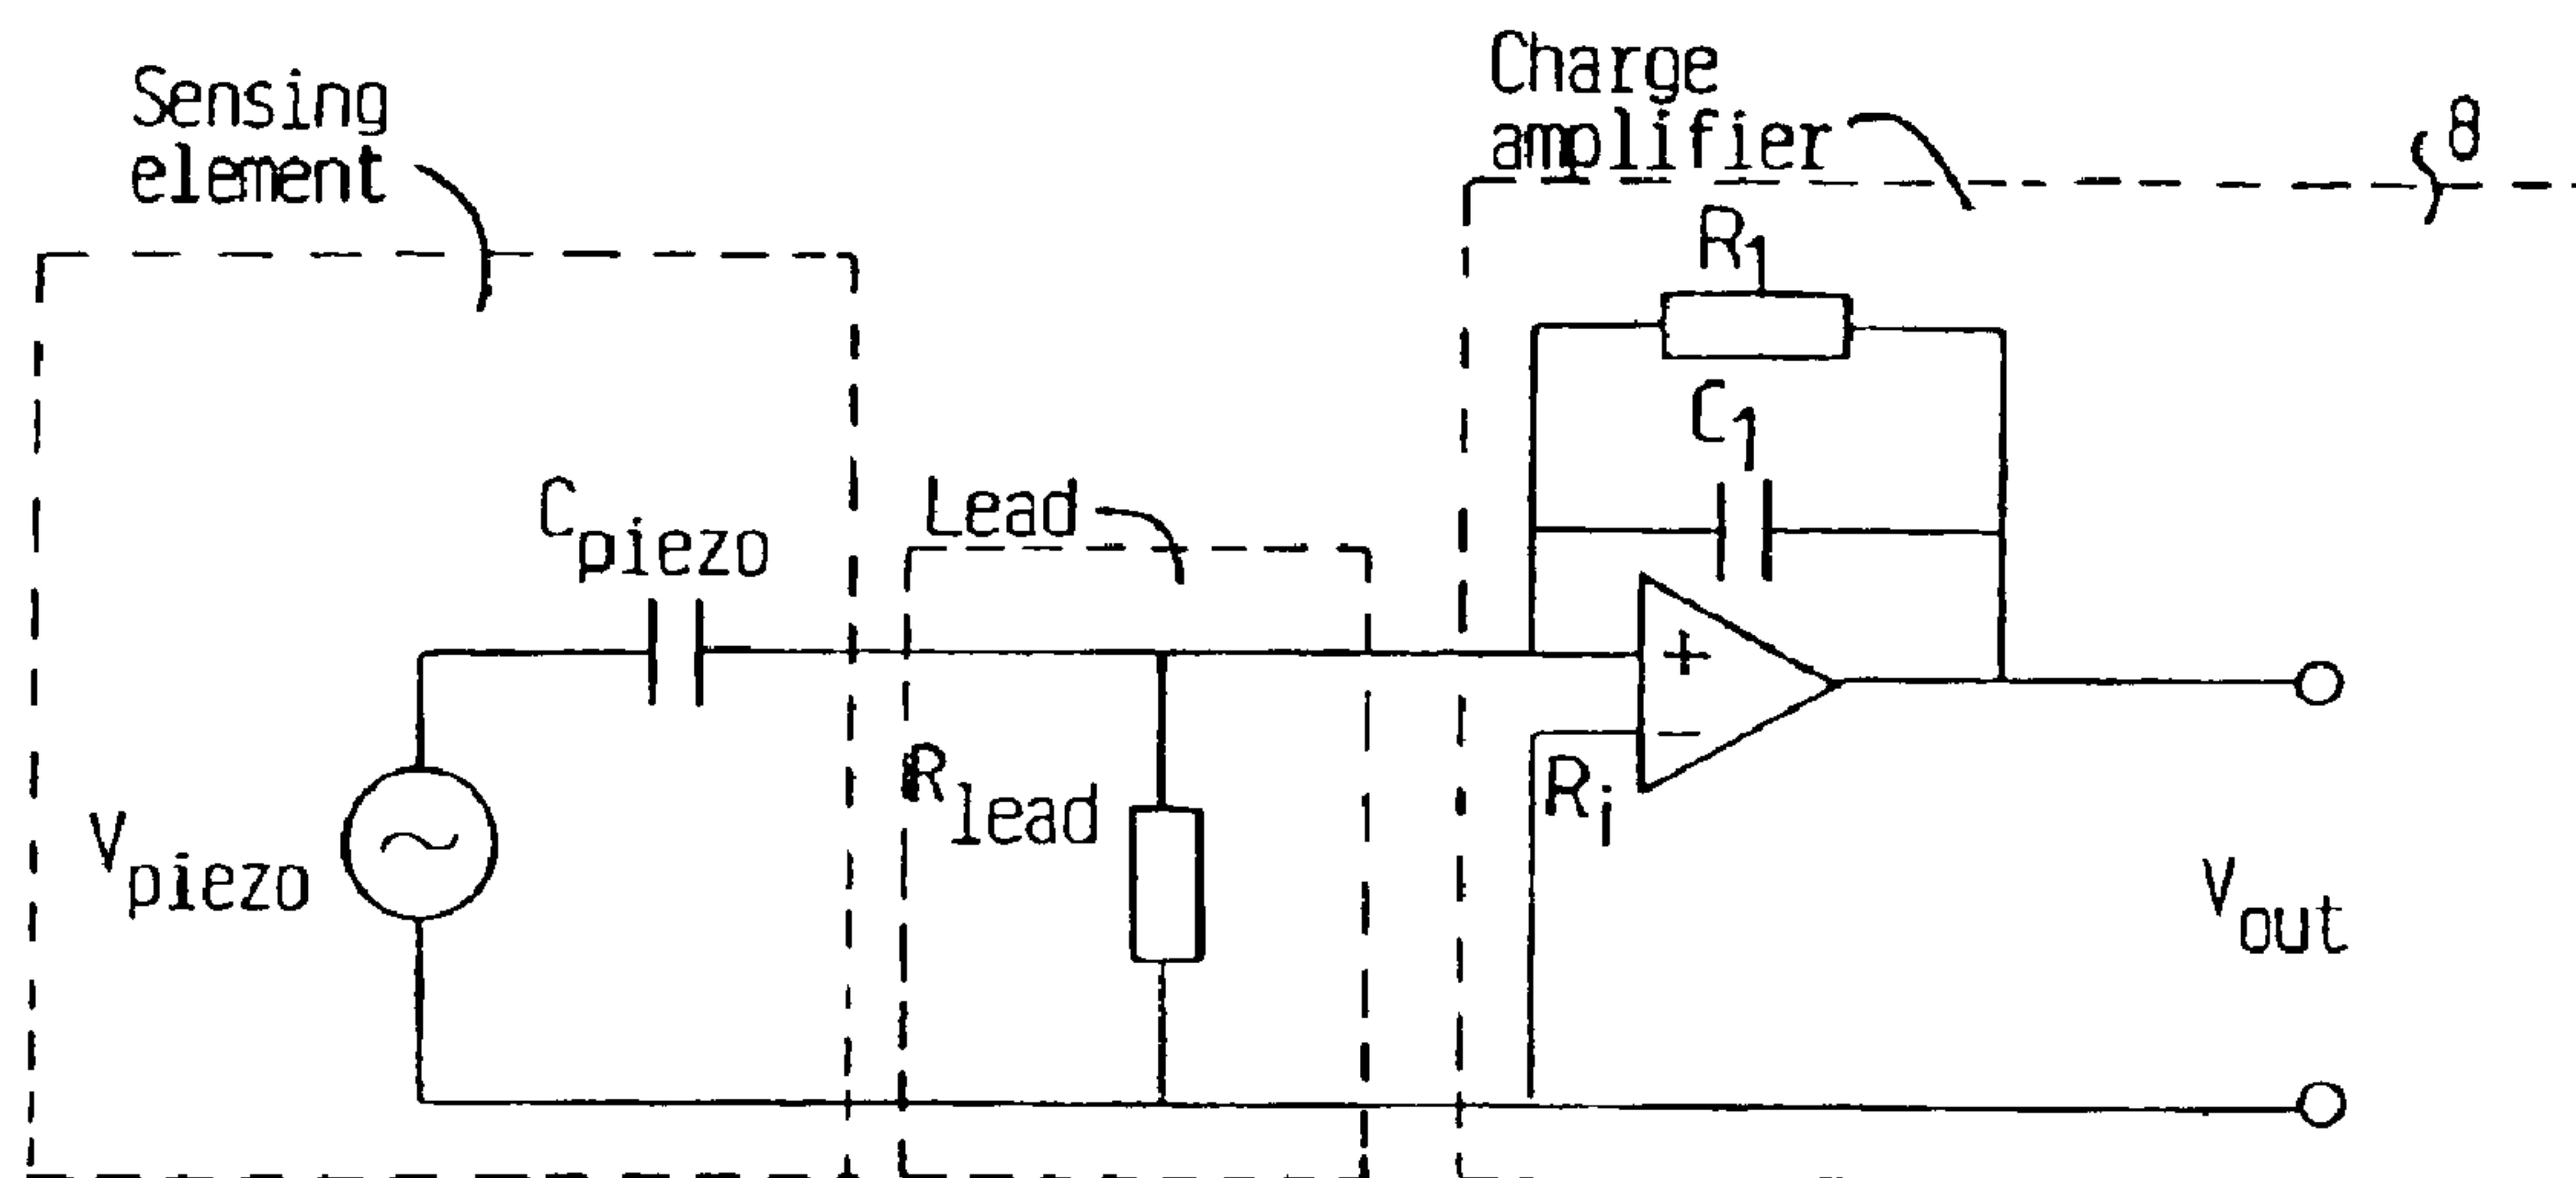 Sensing
element
Charge
amplifier
8
R1
C1
Cpiezo
Lead
+
−
Rlead
Ri
Vpiezo
Vout